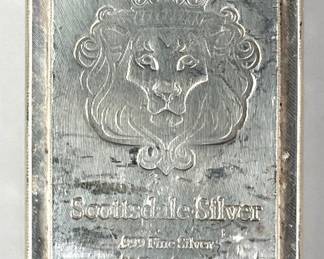 Scottsdale Silver
.999 Fine Silver